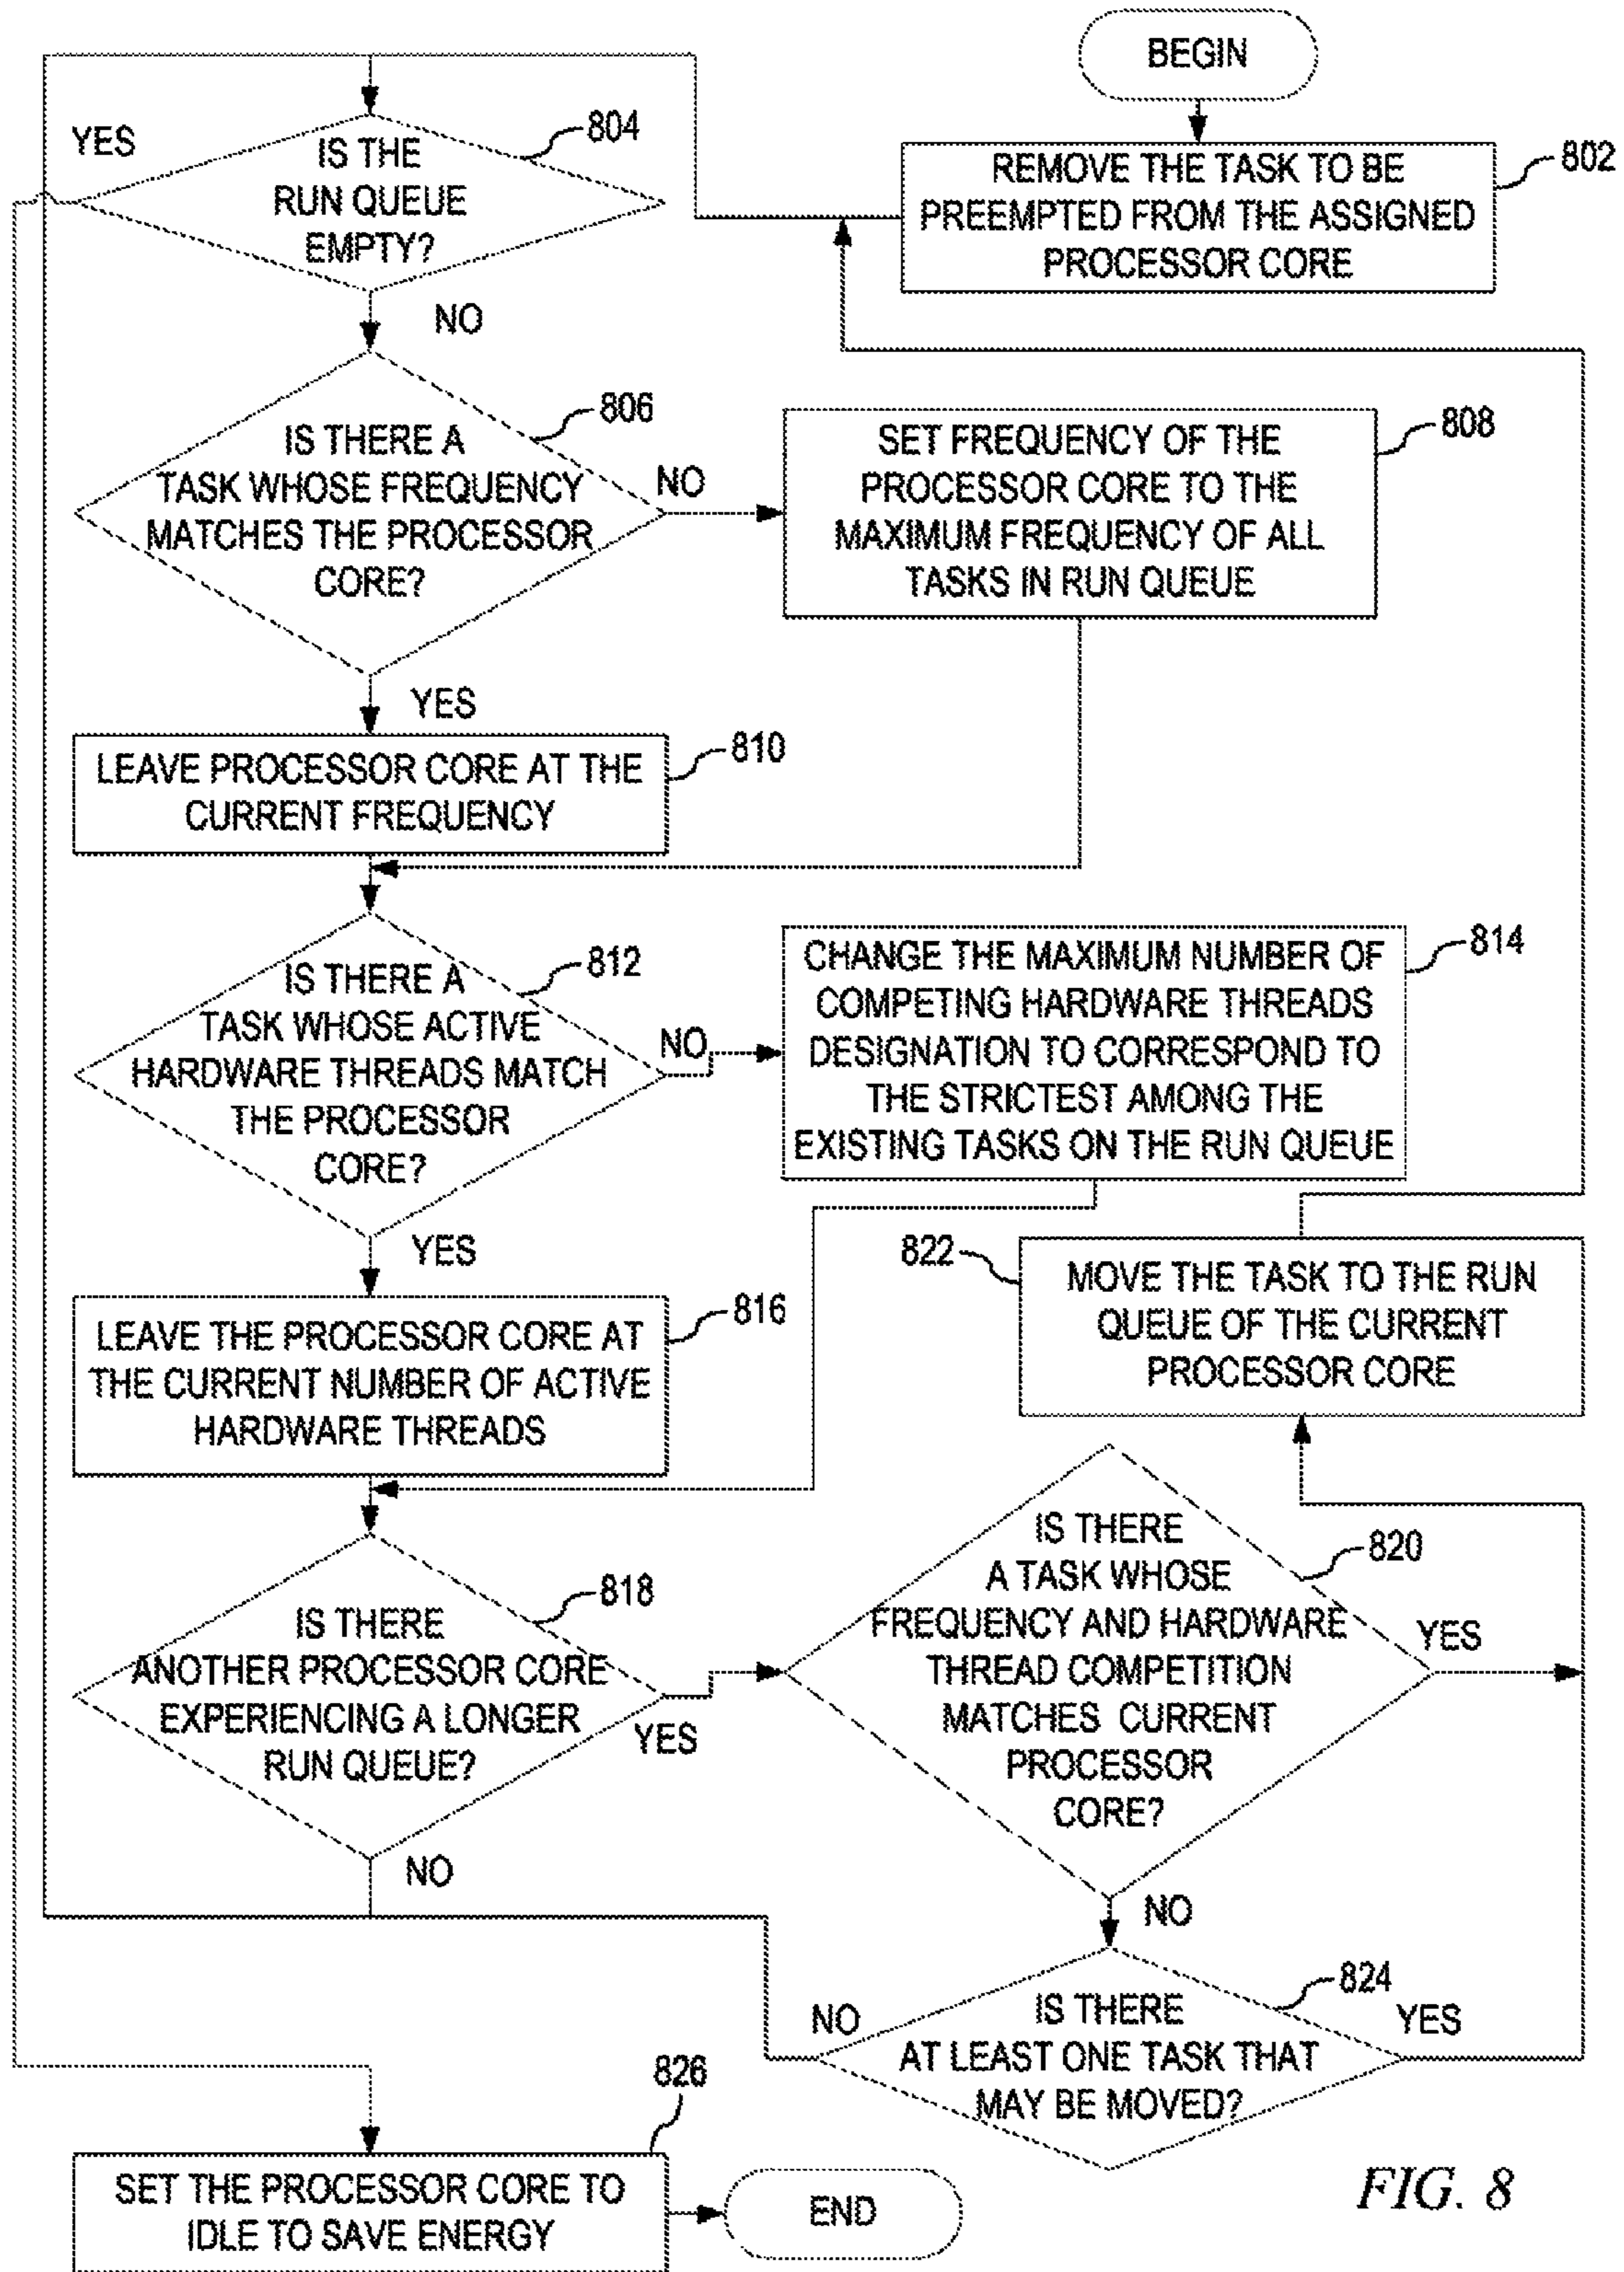 BEGIN
REMOVE THE TASK TO BE
PREEMPTED FROM THE ASSIGNED
PROCESSOR CORE
802
YES
IS THE
RUN QUEUE
EMPTY?
804
NO
IS THERE A
TASK WHOSE FREQUENCY
MATCHES THE PROCESSOR
CORE?
806
NO
SET FREQUENCY OF THE
PROCESSOR CORE TO THE
MAXIMUM FREQUENCY OF ALL
TASKS IN RUN QUEUE
808
YES
LEAVE PROCESSOR CORE AT THE
CURRENT FREQUENCY
810
IS THERE A
TASK WHOSE ACTIVE
HARDWARE THREADS MATCH
THE PROCESSOR
CORE?
812
NO
CHANGE THE MAXIMUM NUMBER OF
COMPETING HARDWARE THREADS
DESIGNATION TO CORRESPOND TO
THE STRICTEST AMONG THE
EXISTING TASKS ON THE RUN QUEUE
814
YES
LEAVE THE PROCESSOR CORE AT
THE CURRENT NUMBER OF ACTIVE
HARDWARE THREADS
816
822
MOVE THE TASK TO THE RUN
QUEUE OF THE CURRENT
PROCESSOR CORE
IS THERE
ANOTHER PROCESSOR CORE
EXPERIENCING A LONGER
RUN QUEUE?
818
YES
NO
IS THERE
A TASK WHOSE
FREQUENCY AND HARDWARE
THREAD COMPETITION
MATCHES CURRENT
PROCESSOR
CORE?
820
YES
NO
IS THERE
AT LEAST ONE TASK THAT
MAY BE MOVED?
824
NO
YES
826
SET THE PROCESSOR CORE TO
IDLE TO SAVE ENERGY
END
FIG. 8